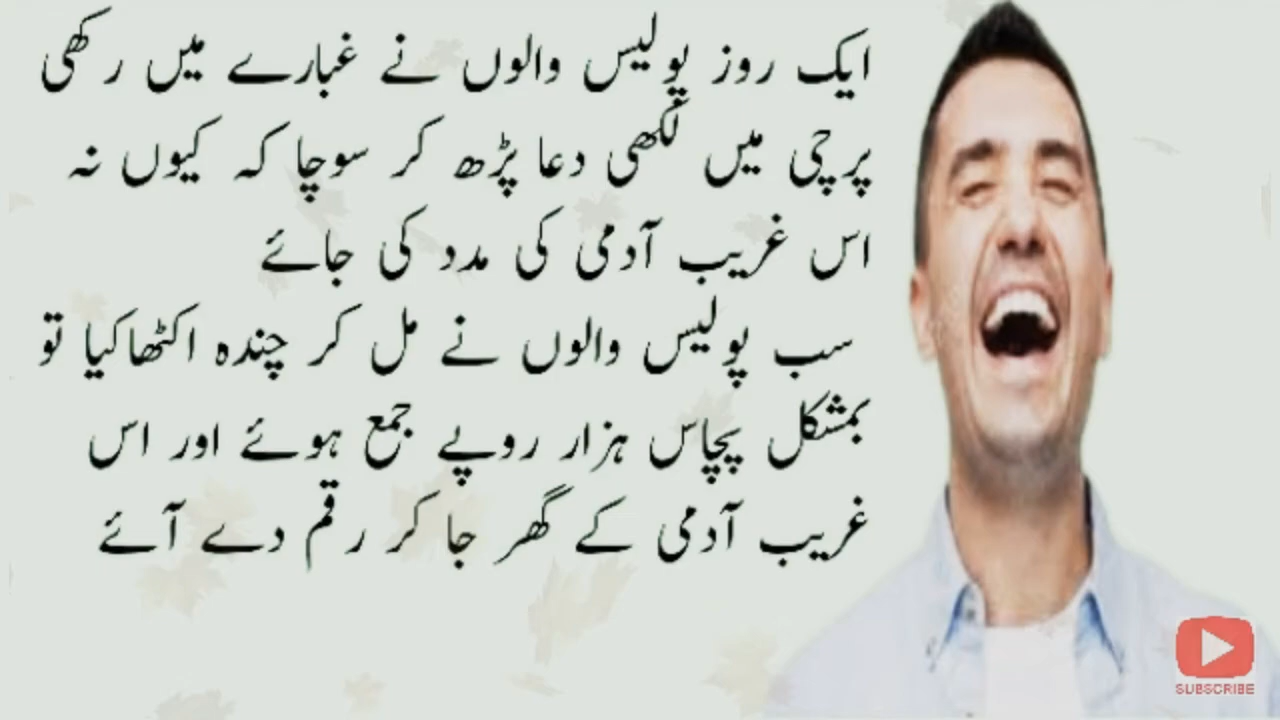 ایک روز پولیس والوں نے غبارے میں رکھی
پرچی میں لکھی دعا پڑھ کر سوچا کہ کیوں نہ
اس غریب آدمی کی مدد کی جائے
سب پولیس والوں نے مل کر چندہ اکٹھاکیا تو
بمشکل پچاس ہزار روپے جمع ہوئے اور اس
غریب آدمی کے گھر جا کر رقم دے آئے
SUBSCRIBE